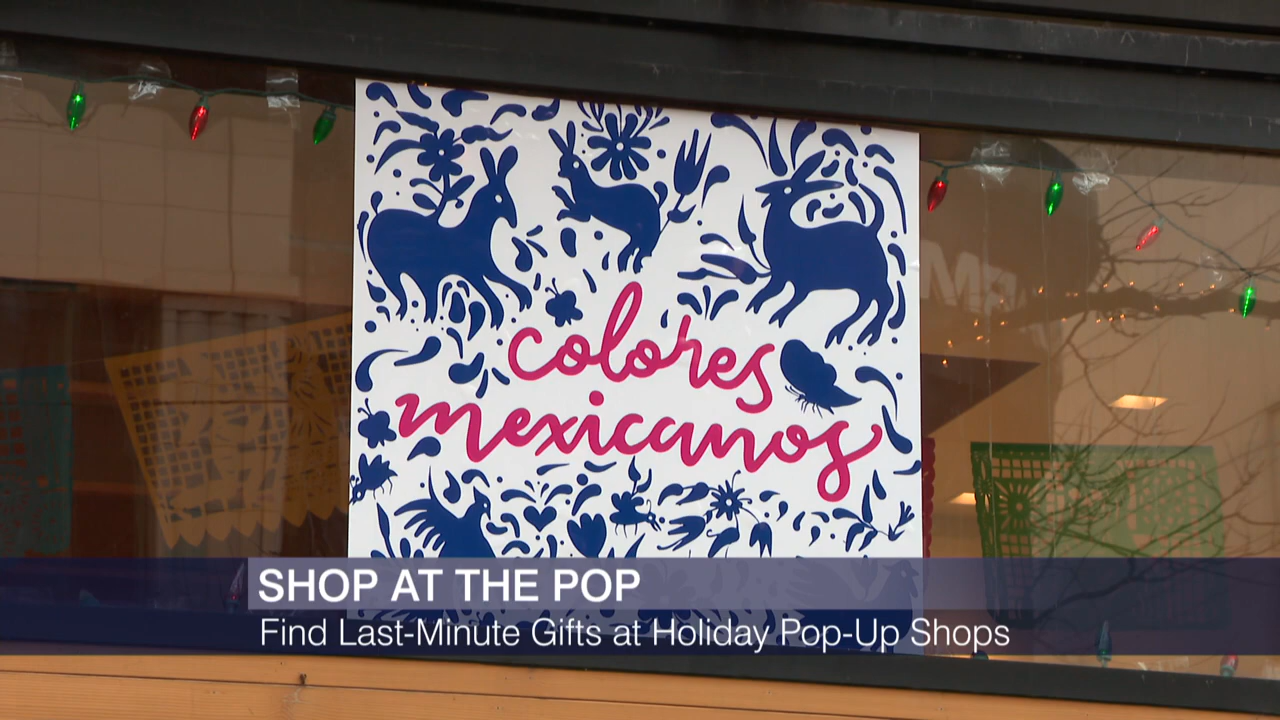 colores
mexicanos
SHOP AT THE POP
Find Last-Minute Gifts at Holiday Pop-Up Shops